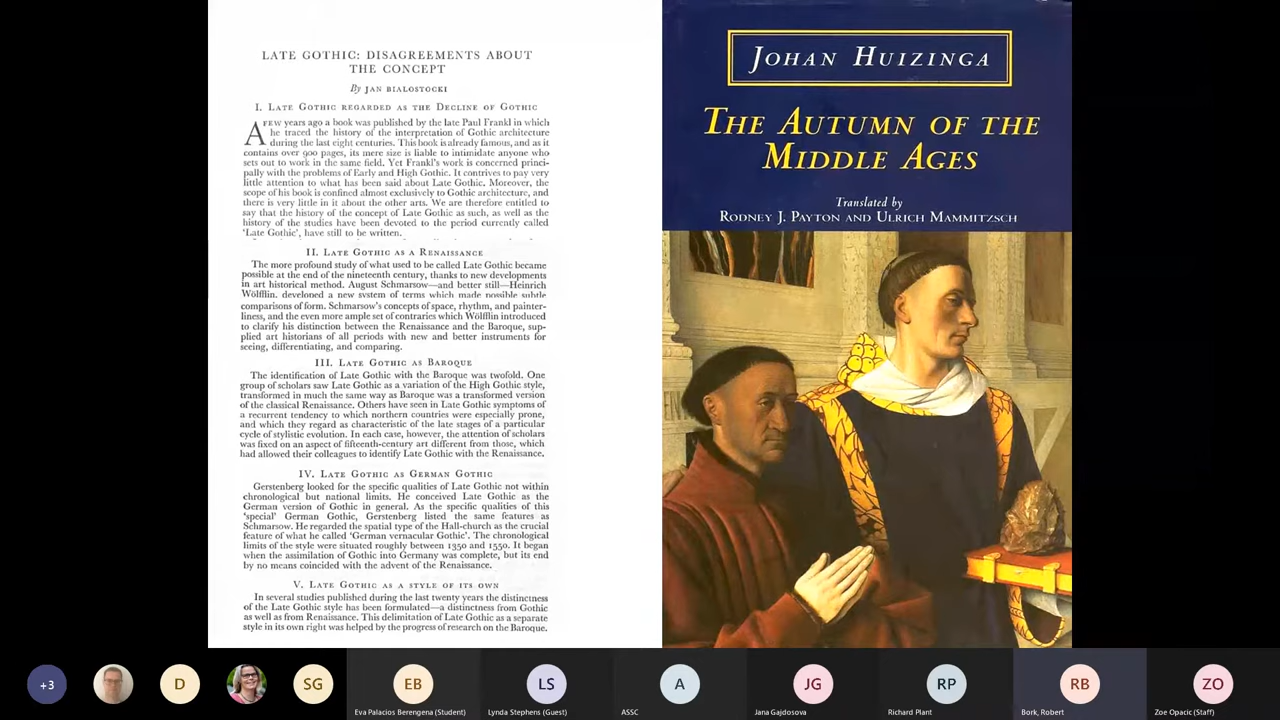 LATE GOTHIC: DISAGREEMENTS ABOUT
THE CONCEPT
By JAN BIALOSTOCKI
I. LATE GOTHIC REGARDED AS THE DECLINE OF GOTHIC
A FEW years ago a book was published by the late Paul Frankl in which
he traced the history of the interpretation of Gothic architecture
during the last eight centuries. This book is already famous, and as it
contains over 900 pages, its mere size is liable to intimidate anyone who
sets out to work in the same field. Yet Frankl's work is concerned princi-
pally with the problems of Early and High Gothic. It contrives to pay very
little attention to what has been said about Late Gothic. Moreover, the
scope of his book is confined almost exclusively to Gothic architecture, and
there is very little in it about the other arts. We are therefore entitled to
say that the history of the concept of Late Gothic as such, as well as the
history of the studies have been devoted to the period currently called
'Late Gothic', have still to be written.
II. LATE GOTHIC AS A RENAISSANCE
The more profound study of what used to be called Late Gothic became
possible at the end of the nineteenth century, thanks to new developments
in art historical method. August Schmarsow—and better still—Heinrich
Wölfflin, developed a new system of terms which made possible subtle
comparisons of form. Schmarsow's concepts of space, rhythm, and painter-
liness, and the even more ample set of contraries which Wölfflin introduced
to clarify his distinction between the Renaissance and the Baroque, sup-
plied art historians of all periods with new and better instruments for
seeing, differentiating, and comparing.
III. LATE GOTHIC AS BAROQUE
The identification of Late Gothic with the Baroque was twofold. One
group of scholars saw Late Gothic as a variation of the High Gothic style,
transformed in much the same way as Baroque was a transformed version
of the classical Renaissance. Others have seen in Late Gothic symptoms of
a recurrent tendency to which northern countries were especially prone,
and which they regard as characteristic of the late stages of a particular
cycle of stylistic evolution. In each case, however, the attention of scholars
was fixed on an aspect of fifteenth-century art different from those, which
had allowed their colleagues to identify Late Gothic with the Renaissance.
IV. LATE GOTHIC AS GERMAN GOTHIC
Gerstenberg looked for the specific qualities of Late Gothic not within
chronological but national limits. He conceived Late Gothic as the
German version of Gothic in general. As the specific qualities of this
'special' German Gothic, Gerstenberg listed the same features as
Schmarsow. He regarded the spatial type of the Hall-church as the crucial
feature of what he called 'German vernacular Gothic'. The chronological
limits of the style were situated roughly between 1350 and 1550. It began
when the assimilation of Gothic into Germany was complete, but its end
by no means coincided with the advent of the Renaissance.
V. LATE GOTHIC AS A STYLE OF ITS OWN
In several studies published during the last twenty years the distinctness
of the Late Gothic style has been formulated—a distinctness from Gothic
as well as from Renaissance. This delimitation of Late Gothic as a separate
style in its own right was helped by the progress of research on the Baroque.
JOHAN HUIZINGA
THE AUTUMN OF THE
MIDDLE AGES
Translated by
RODNEY J. PAYTON AND ULRICH MAMMITZSCH
+3
D
SG
EB
LS
A
JG
RP
RB
ZO
Eva Palacios Berengena (Student)
Lynda Stephens (Guest)
ASSC
Jana Gajdosova
Richard Plant
Bork, Robert
Zoe Opacic (Staff)